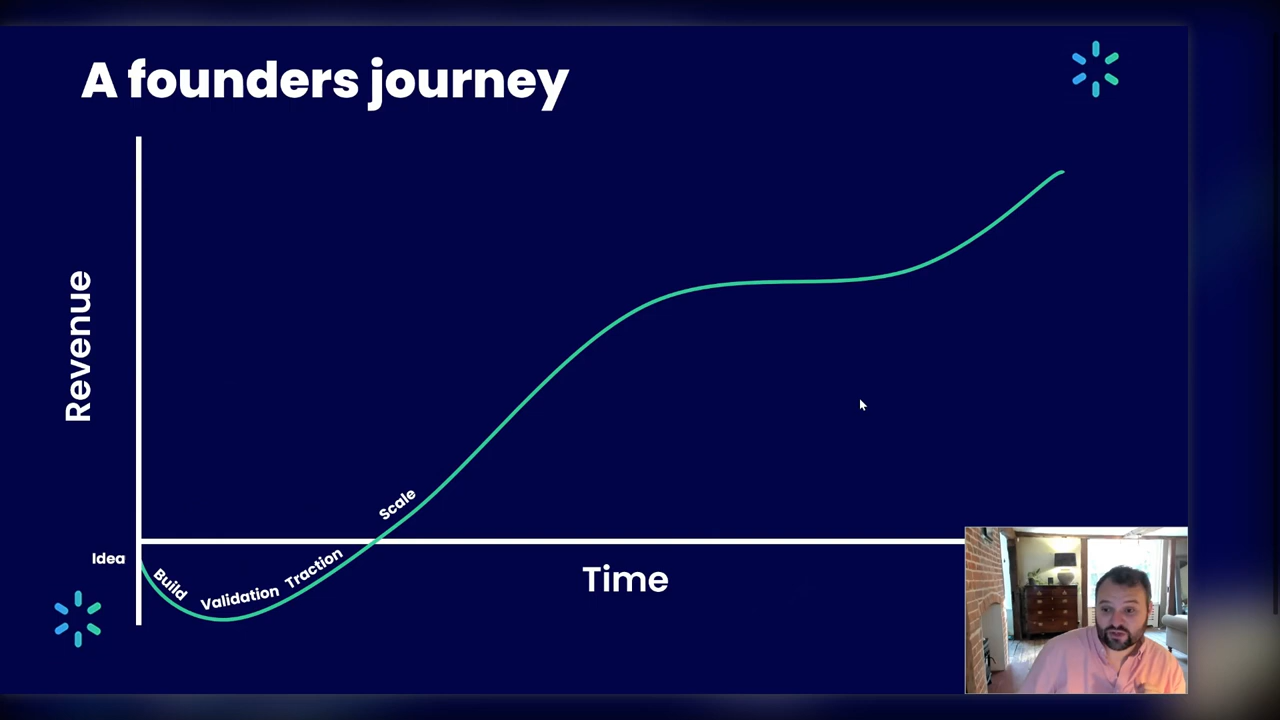 A founders journey
Revenue
Scale
Idea
Build
Validation
Traction
Time